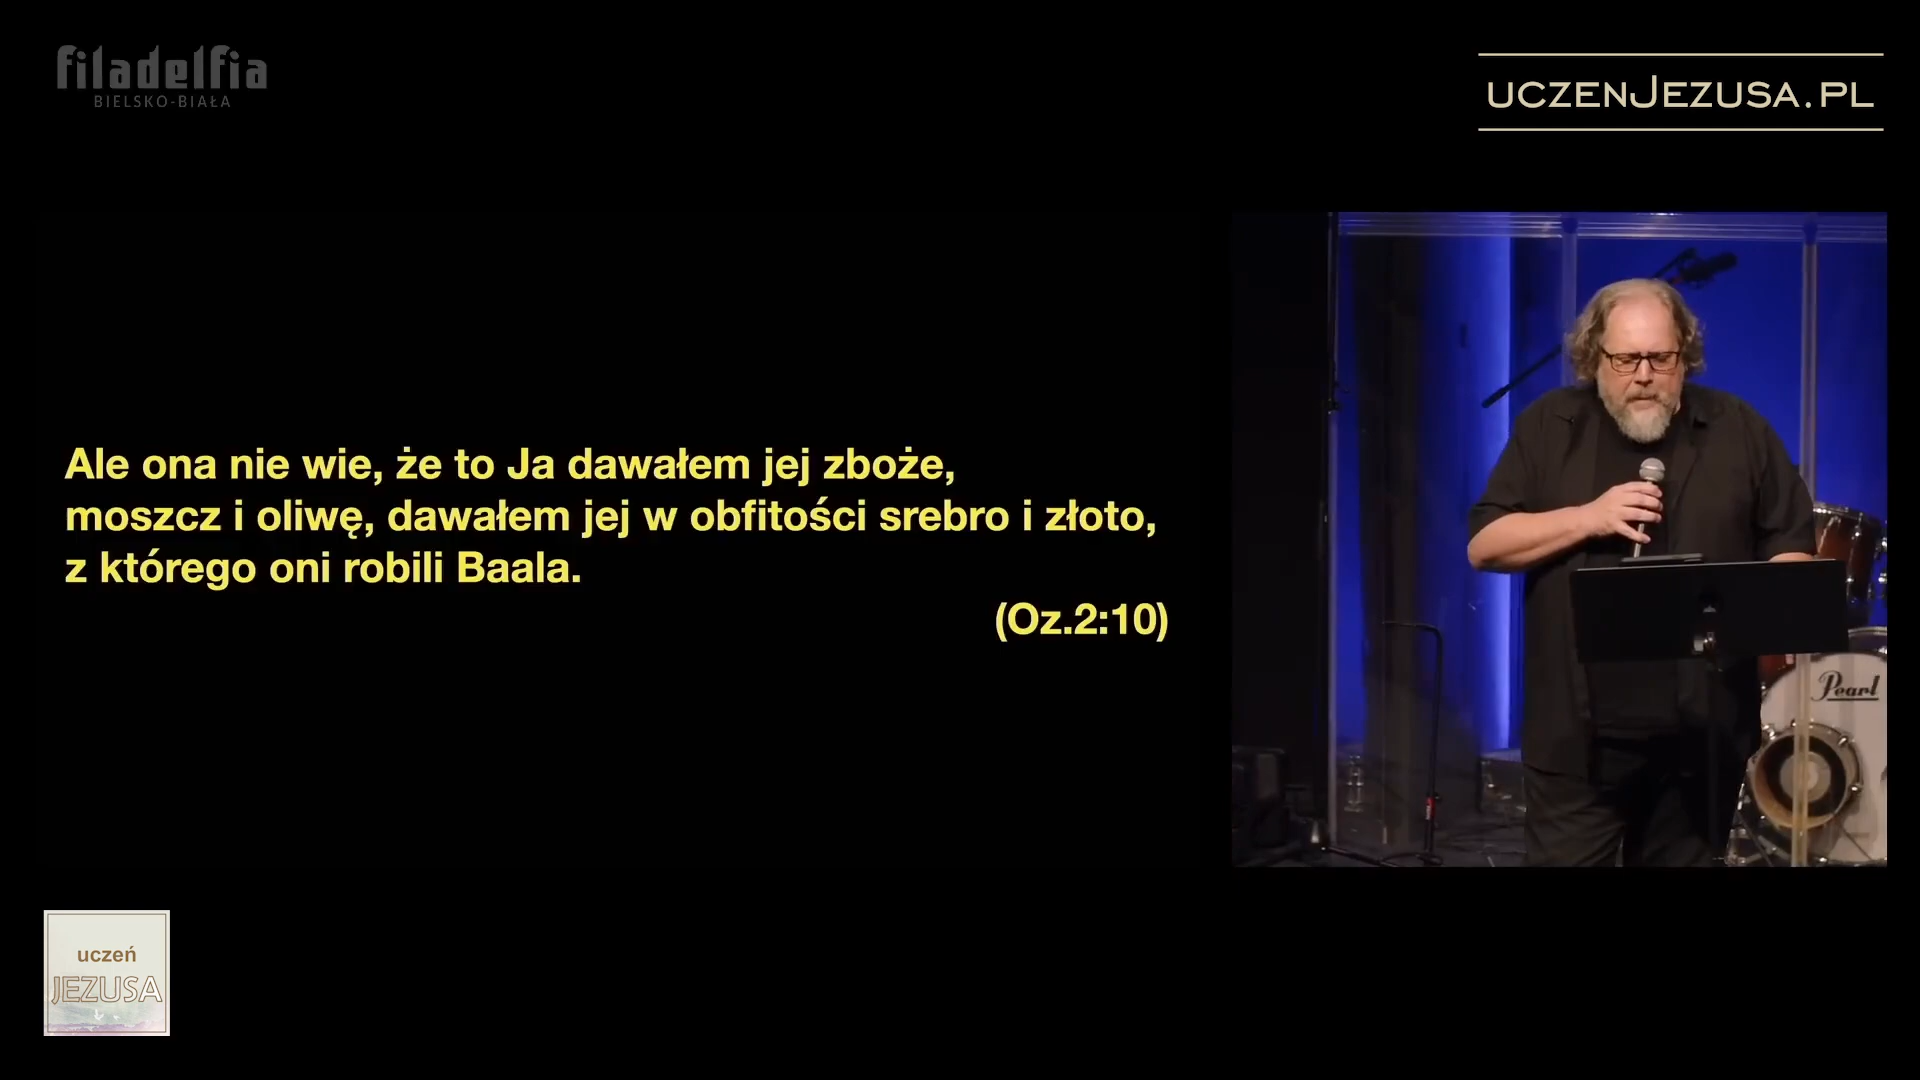 filadelfia
BIELSKO-BIAŁA
UCZENJEZUSA.PL
Ale ona nie wie, że to Ja dawałem jej zboże,
moszcz i oliwę, dawałem jej w obfitości srebro i złoto,
z którego oni robili Baala.
(Oz.2:10)
Pearl
uczeń
JEZUSA